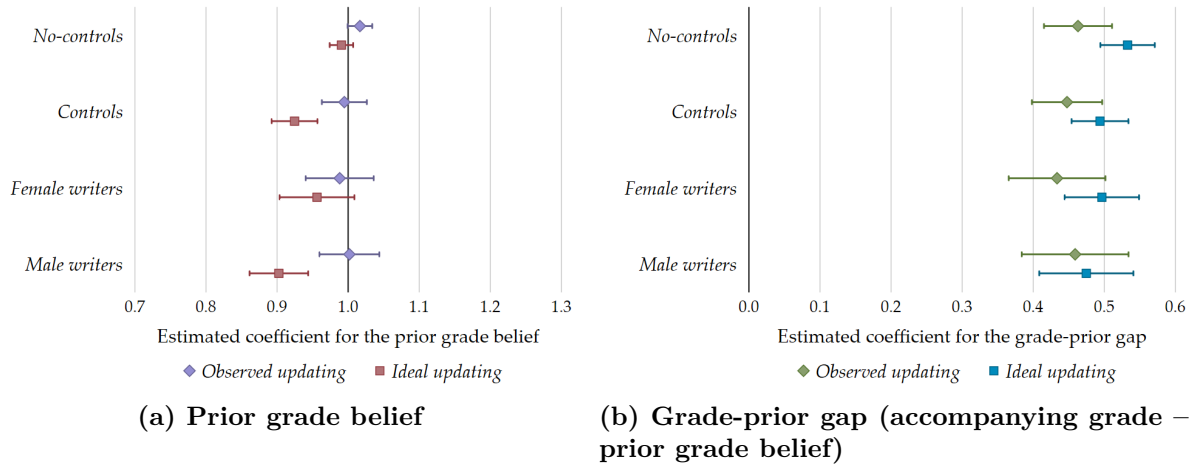 No-controls
Controls
Female writers
Male writers
0.7 0.8 0.9 1.0 1.1 1.2 1.3
Estimated coefficient for the prior grade belief
Observed updating Ideal updating
(a) Prior grade belief
No-controls
Controls
Female writers
Male writers
0.0 0.1 0.2 0.3 0.4 0.5 0.6
Estimated coefficient for the grade-prior gap
Observed updating Ideal updating
(b) Grade-prior gap (accompanying grade –
prior grade belief)